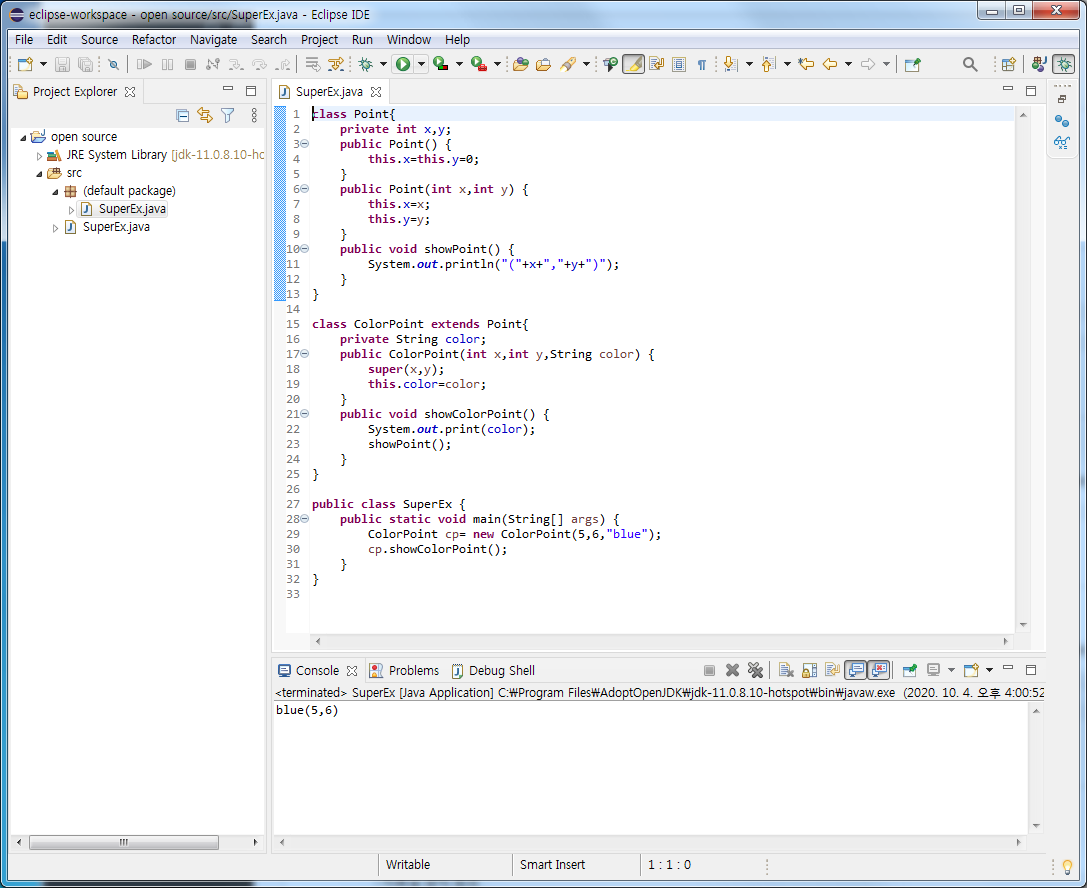 eclipse-workspace - open source/src/SuperEx.java - Eclipse IDE
File Edit Source Refactor Navigate Search Project Run Window Help
Project Explorer
open source
JRE System Library [jdk-11.0.8.10-ho
src
(default package)
SuperEx.java
SuperEx.java
SuperEx.java
1 class Point{
2     private int x,y;
3     public Point() {
4         this.x=this.y=0;
5     }
6     public Point(int x,int y) {
7         this.x=x;
8         this.y=y;
9     }
10     public void showPoint() {
11         System.out.println("("+x+","+y+")");
12     }
13 }
14
15 class ColorPoint extends Point{
16     private String color;
17     public ColorPoint(int x,int y,String color) {
18         super(x,y);
19         this.color=color;
20     }
21     public void showColorPoint() {
22         System.out.print(color);
23         showPoint();
24     }
25 }
26
27 public class SuperEx {
28     public static void main(String[] args) {
29         ColorPoint cp= new ColorPoint(5,6,"blue");
30         cp.showColorPoint();
31     }
32 }
33
Console Problems Debug Shell
<terminated> SuperEx [Java Application] C:₩Program Files₩AdoptOpenJDK₩jdk-11.0.8.10-hotspot₩bin₩javaw.exe (2020. 10. 4. 오후 4:00:52
blue(5,6)
Writable Smart Insert 1 : 1 : 0